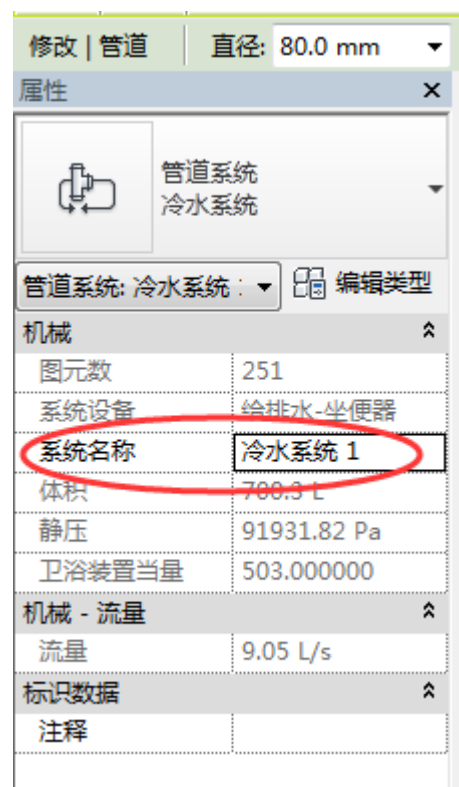 修改 | 管道 直径: 80.0 mm
属性
管道系统
冷水系统
管道系统: 冷水系统 编辑类型
机械
图元数 251
系统设备 给排水-坐便器
系统名称 冷水系统 1
体积 700.3 L
静压 91931.82 Pa
卫浴装置当量 503.000000
机械 - 流量
流量 9.05 L/s
标识数据
注释